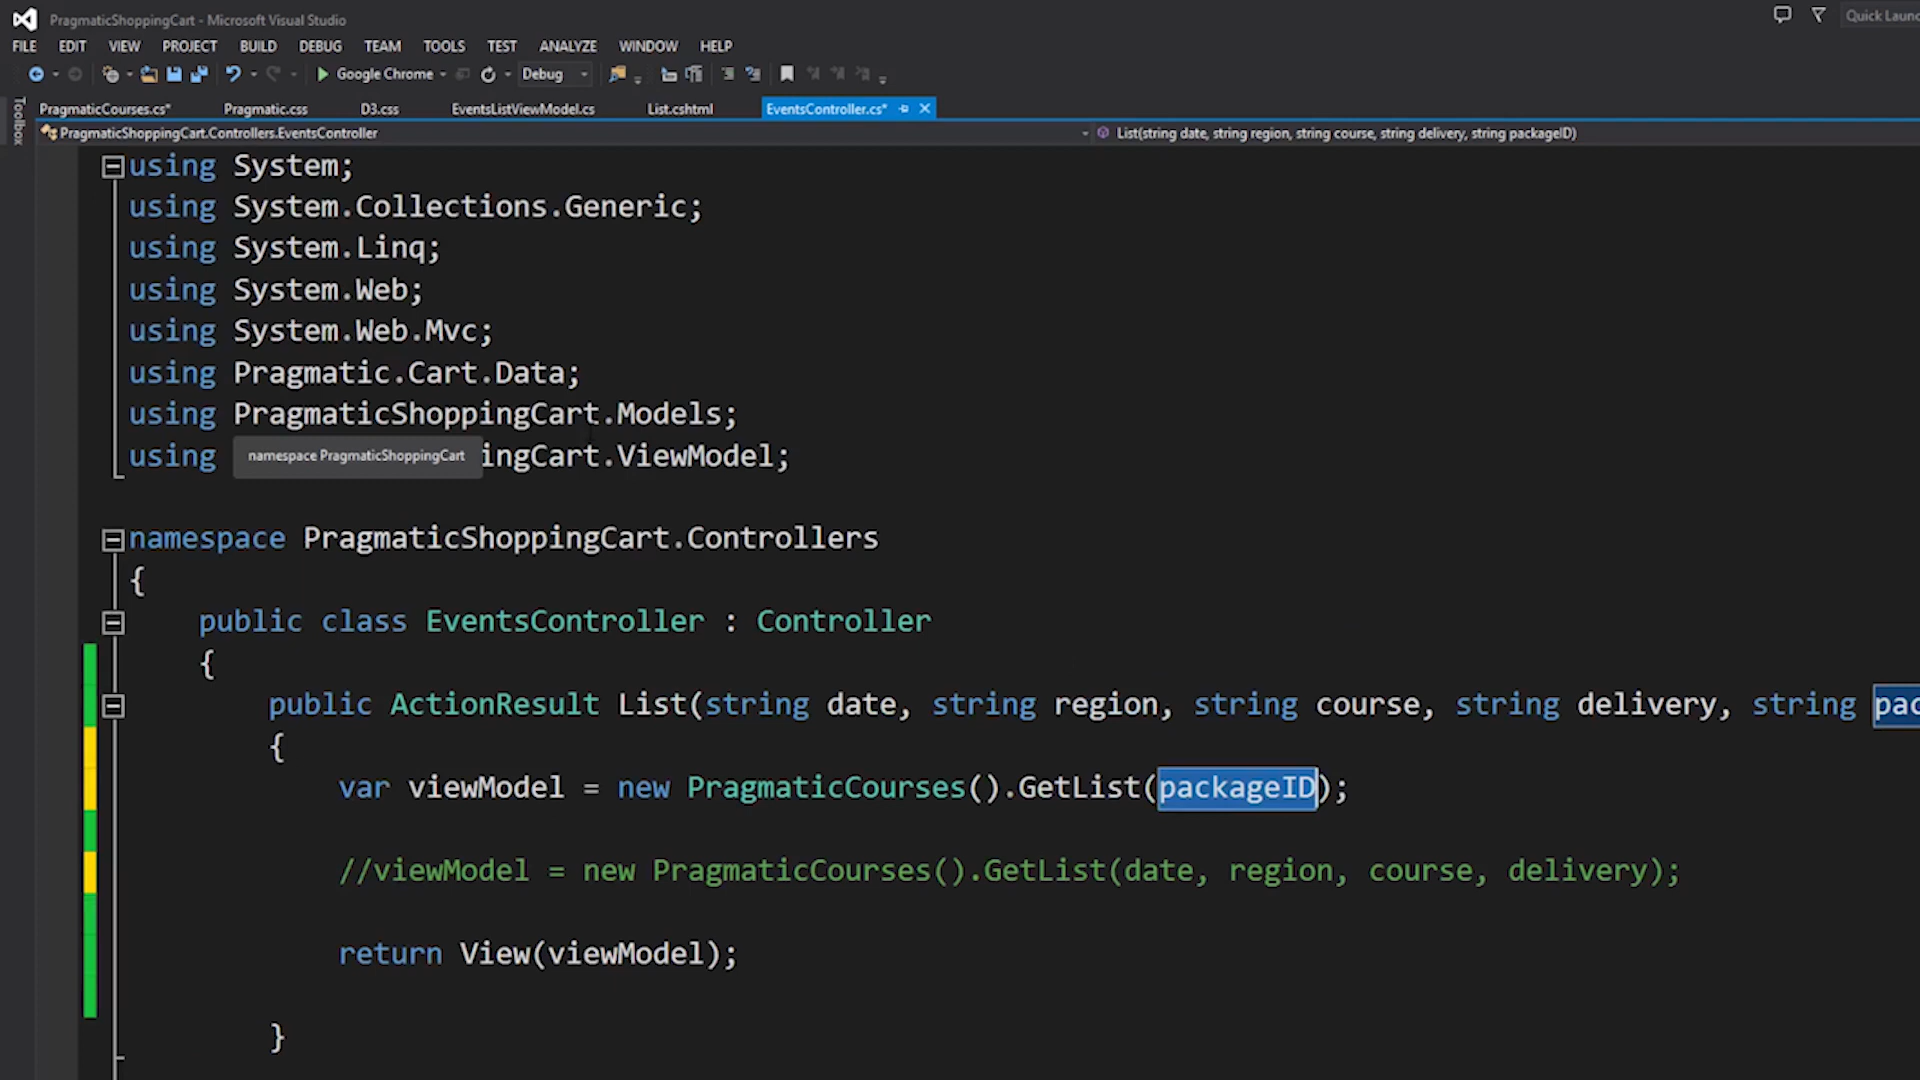 PragmaticShoppingCart - Microsoft Visual Studio
Quick Laun
FILE EDIT VIEW PROJECT BUILD DEBUG TEAM TOOLS TEST ANALYZE WINDOW HELP
Google Chrome Debug
Toolbox
PragmaticCourses.cs* Pragmatic.css D3.css EventsListViewModel.cs List.cshtml EventsController.cs*
PragmaticShoppingCart.Controllers.EventsController List(string date, string region, string course, string delivery, string packageID)
using System;
using System.Collections.Generic;
using System.Linq;
using System.Web;
using System.Web.Mvc;
using Pragmatic.Cart.Data;
using PragmaticShoppingCart.Models;
using ingCart.ViewModel;
namespace PragmaticShoppingCart
namespace PragmaticShoppingCart.Controllers
{
public class EventsController : Controller
{
public ActionResult List(string date, string region, string course, string delivery, string pac
{
var viewModel = new PragmaticCourses().GetList(packageID);
//viewModel = new PragmaticCourses().GetList(date, region, course, delivery);
return View(viewModel);
}